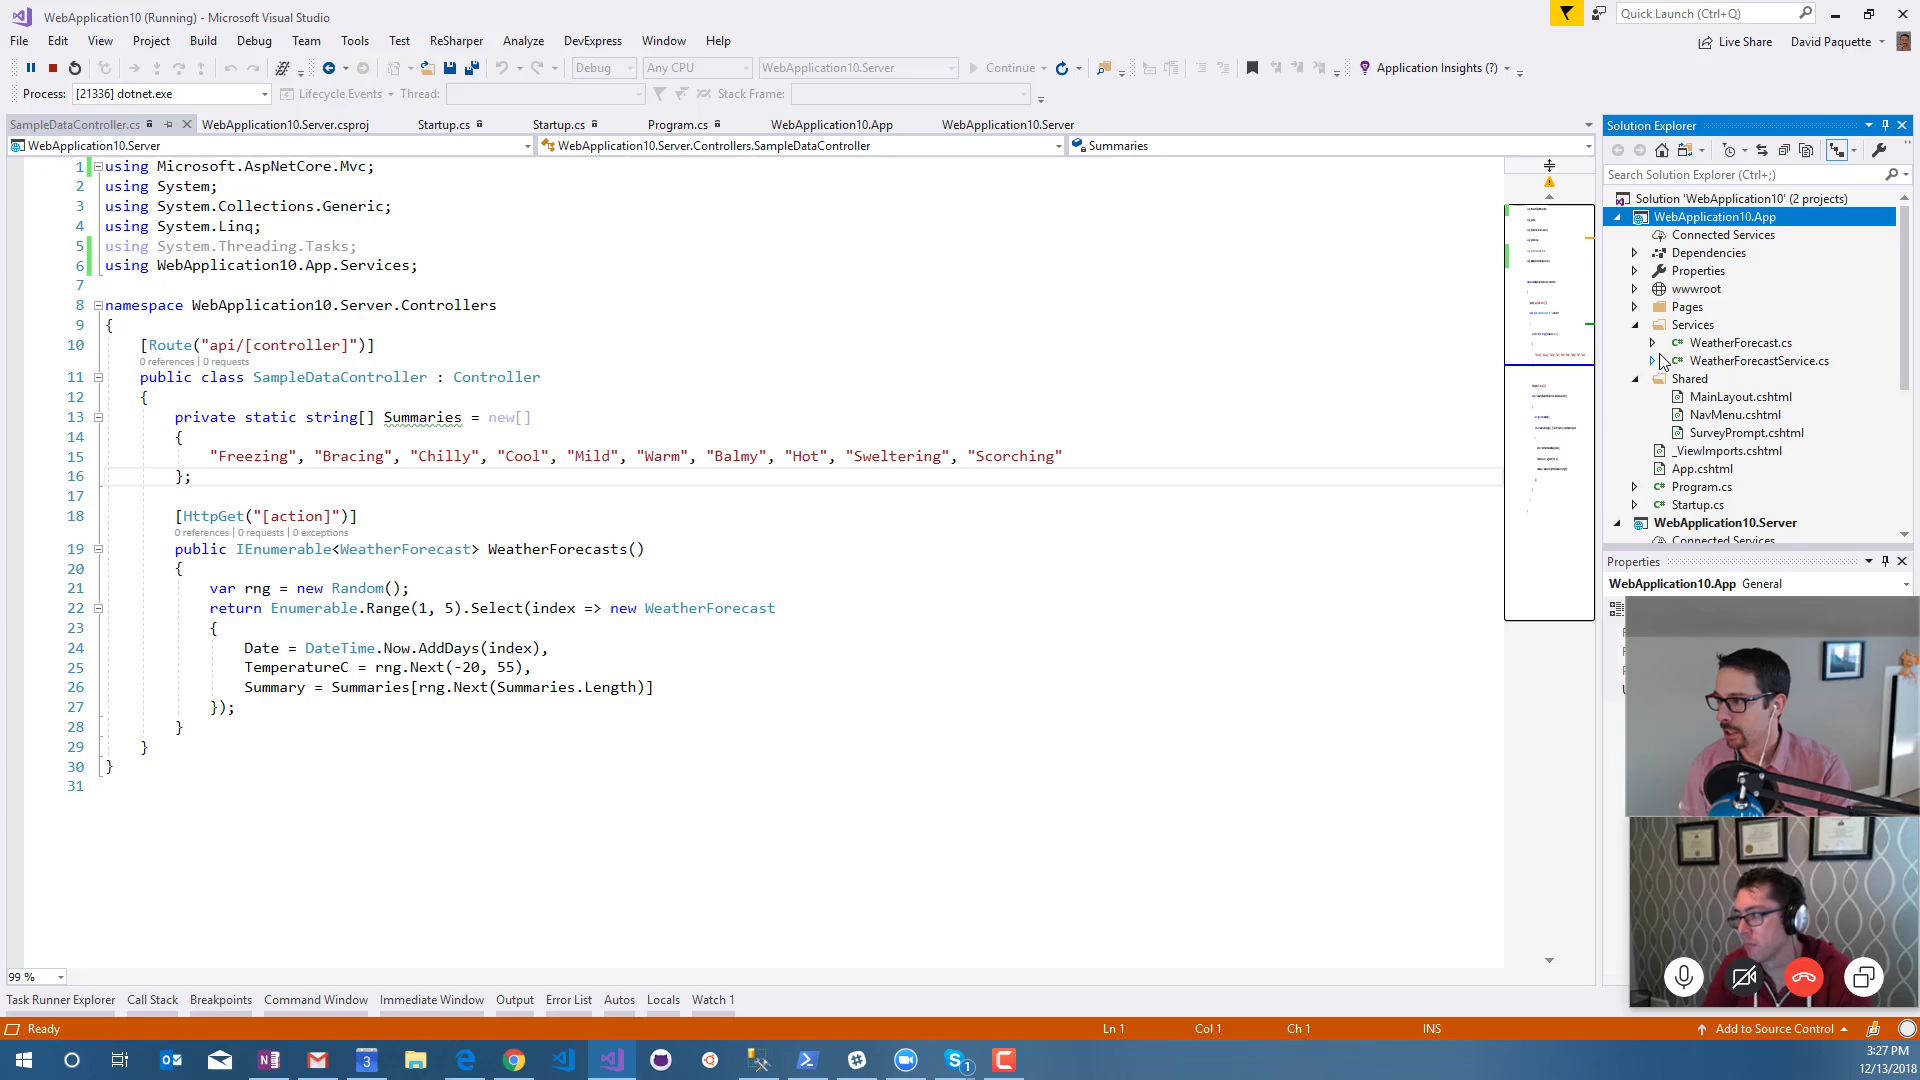 WebApplication10 (Running) - Microsoft Visual Studio
Quick Launch (Ctrl+Q)
File Edit View Project Build Debug Team Tools Test ReSharper Analyze DevExpress Window Help
Live Share David Paquette
Debug Any CPU WebApplication10.Server Continue Application Insights (?)
Process: [21336] dotnet.exe Lifecycle Events Thread: Stack Frame:
SampleDataController.cs WebApplication10.Server.csproj Startup.cs Startup.cs Program.cs WebApplication10.App WebApplication10.Server
WebApplication10.Server WebApplication10.Server.Controllers.SampleDataController Summaries
1 using Microsoft.AspNetCore.Mvc;
2 using System;
3 using System.Collections.Generic;
4 using System.Linq;
5 using System.Threading.Tasks;
6 using WebApplication10.App.Services;
7
8 namespace WebApplication10.Server.Controllers
9 {
10 [Route("api/[controller]")]
0 references | 0 requests
11 public class SampleDataController : Controller
12 {
13 private static string[] Summaries = new[]
14 {
15 "Freezing", "Bracing", "Chilly", "Cool", "Mild", "Warm", "Balmy", "Hot", "Sweltering", "Scorching"
16 };
17
18 [HttpGet("[action]")]
0 references | 0 requests | 0 exceptions
19 public IEnumerable<WeatherForecast> WeatherForecasts()
20 {
21 var rng = new Random();
22 return Enumerable.Range(1, 5).Select(index => new WeatherForecast
23 {
24 Date = DateTime.Now.AddDays(index),
25 TemperatureC = rng.Next(-20, 55),
26 Summary = Summaries[rng.Next(Summaries.Length)]
27 });
28 }
29 }
30 }
31
Solution Explorer
Search Solution Explorer (Ctrl+;)
Solution 'WebApplication10' (2 projects)
WebApplication10.App
Connected Services
Dependencies
Properties
wwwroot
Pages
Services
WeatherForecast.cs
WeatherForecastService.cs
Shared
MainLayout.cshtml
NavMenu.cshtml
SurveyPrompt.cshtml
_ViewImports.cshtml
App.cshtml
Program.cs
Startup.cs
WebApplication10.Server
Connected Services
Properties
WebApplication10.App General
99 %
Task Runner Explorer Call Stack Breakpoints Command Window Immediate Window Output Error List Autos Locals Watch 1
Ready Ln 1 Col 1 Ch 1 INS Add to Source Control
3:27 PM
12/13/2018